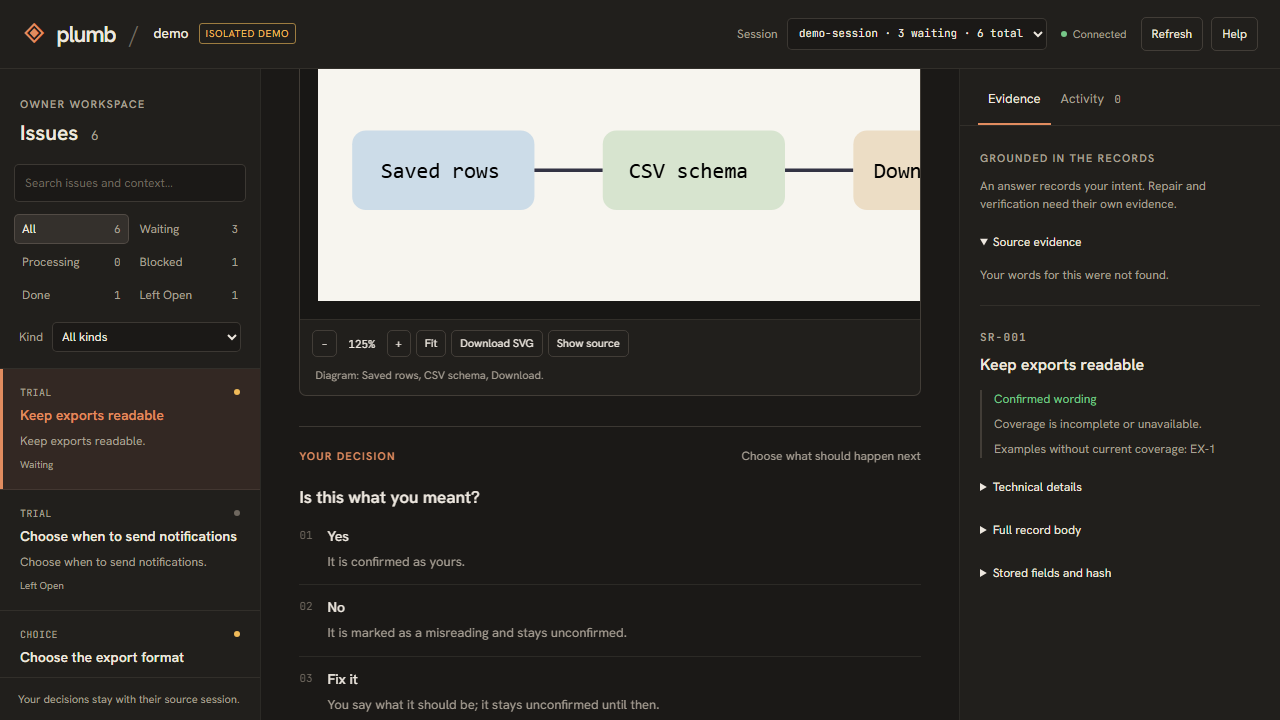 plumb / demo ISOLATED DEMO
Session demo-session · 3 waiting · 6 total Connected Refresh Help
OWNER WORKSPACE
Issues 6
Search issues and context...
All 6 Waiting 3
Processing 0 Blocked 1
Done 1 Left Open 1
Kind All kinds
TRIAL
Keep exports readable
Keep exports readable.
Waiting
TRIAL
Choose when to send notifications
Choose when to send notifications.
Left Open
CHOICE
Choose the export format
Your decisions stay with their source session.
Saved rows CSV schema Down
- 125% + Fit Download SVG Show source
Diagram: Saved rows, CSV schema, Download.
YOUR DECISION Choose what should happen next
Is this what you meant?
01 Yes
It is confirmed as yours.
02 No
It is marked as a misreading and stays unconfirmed.
03 Fix it
You say what it should be; it stays unconfirmed until then.
Evidence Activity 0
GROUNDED IN THE RECORDS
An answer records your intent. Repair and
verification need their own evidence.
▼ Source evidence
Your words for this were not found.
SR-001
Keep exports readable
Confirmed wording
Coverage is incomplete or unavailable.
Examples without current coverage: EX-1
▶ Technical details
▶ Full record body
▶ Stored fields and hash